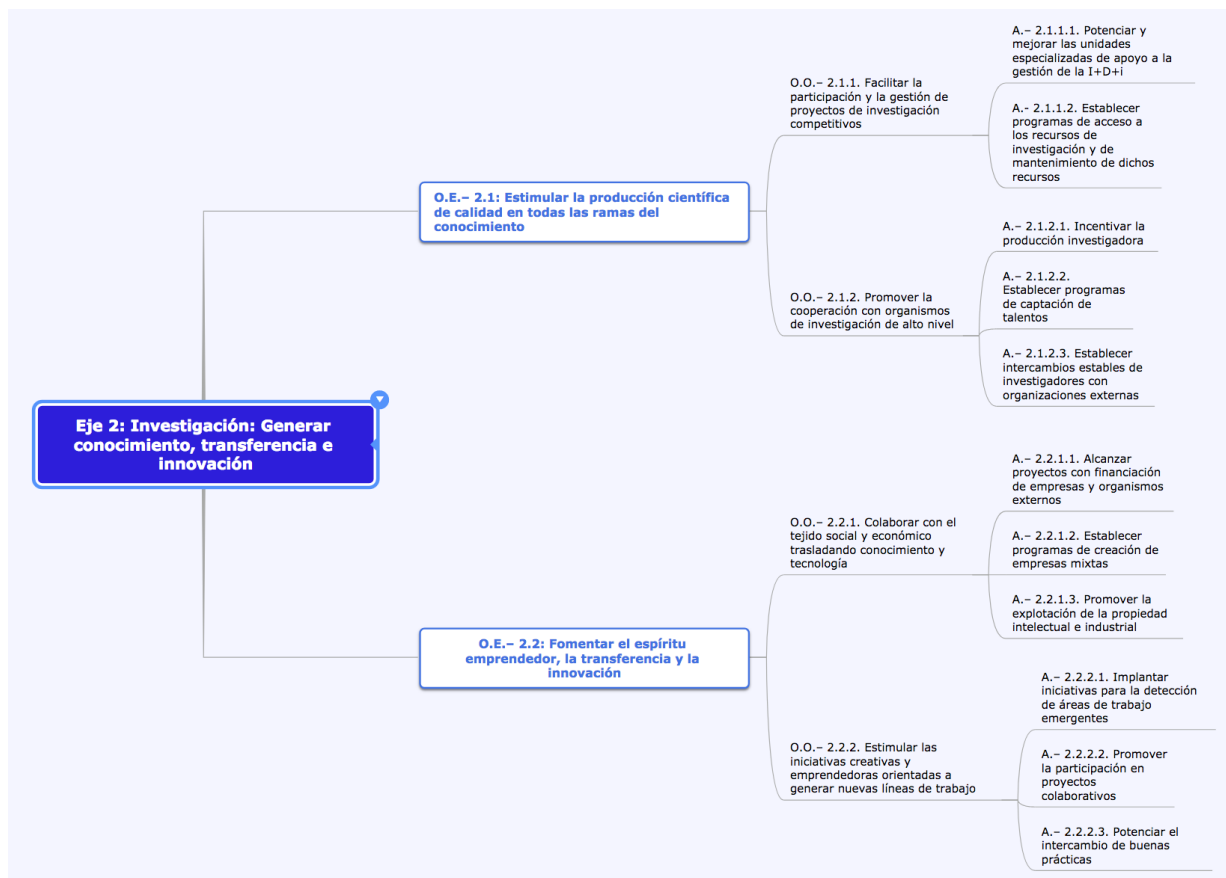 Eje 2: Investigación: Generar
conocimiento, transferencia e
innovación
O.E.– 2.1: Estimular la producción científica
de calidad en todas las ramas del
conocimiento
O.O.– 2.1.1. Facilitar la
participación y la gestión de
proyectos de investigación
competitivos
A.– 2.1.1.1. Potenciar y
mejorar las unidades
especializadas de apoyo a la
gestión de la I+D+i
A.- 2.1.1.2. Establecer
programas de acceso a
los recursos de
investigación y de
mantenimiento de dichos
recursos
O.O.– 2.1.2. Promover la
cooperación con organismos
de investigación de alto nivel
A.– 2.1.2.1. Incentivar la
producción investigadora
A.– 2.1.2.2.
Establecer programas
de captación de
talentos
A.– 2.1.2.3. Establecer
intercambios estables de
investigadores con
organizaciones externas
O.E.– 2.2: Fomentar el espíritu
emprendedor, la transferencia y la
innovación
O.O.– 2.2.1. Colaborar con el
tejido social y económico
trasladando conocimiento y
tecnología
A.– 2.2.1.1. Alcanzar
proyectos con financiación
de empresas y organismos
externos
A.– 2.2.1.2. Establecer
programas de creación de
empresas mixtas
A.– 2.2.1.3. Promover la
explotación de la propiedad
intelectual e industrial
O.O.– 2.2.2. Estimular las
iniciativas creativas y
emprendedoras orientadas a
generar nuevas líneas de trabajo
A.– 2.2.2.1. Implantar
iniciativas para la detección
de áreas de trabajo
emergentes
A.– 2.2.2.2. Promover
la participación en
proyectos
colaborativos
A.– 2.2.2.3. Potenciar el
intercambio de buenas
prácticas